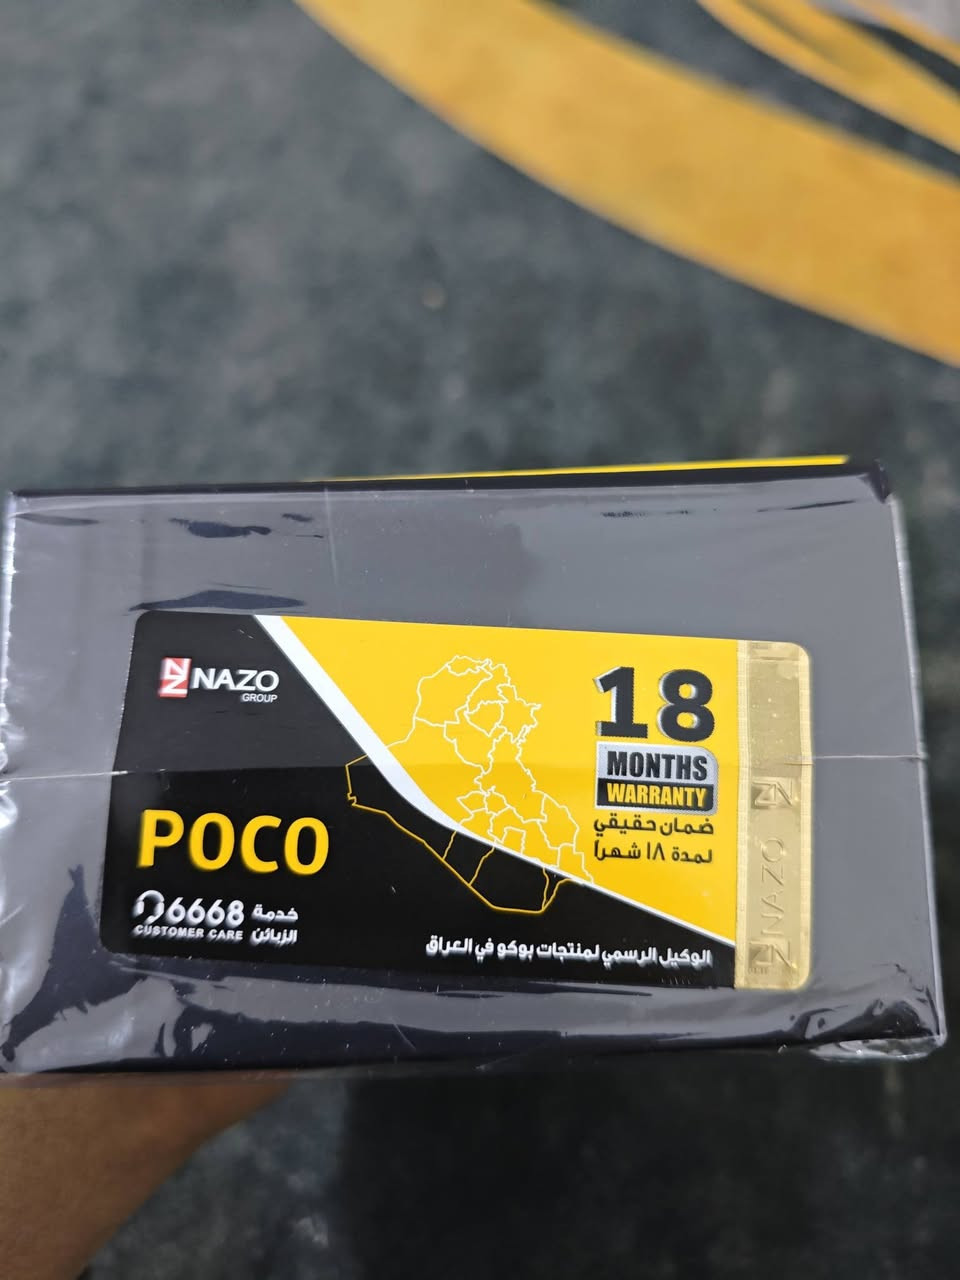 NAZO
GROUP
POCO
6668 خدمة
CUSTOMER CARE الزبائن
18
MONTHS
WARRANTY
ضمان حقيقي
لمدة ١٨ شهراً
الوكيل الرسمي لمنتجات بوكو في العراق
NAZO